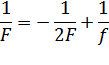 1/F = − 1/2F + 1/f